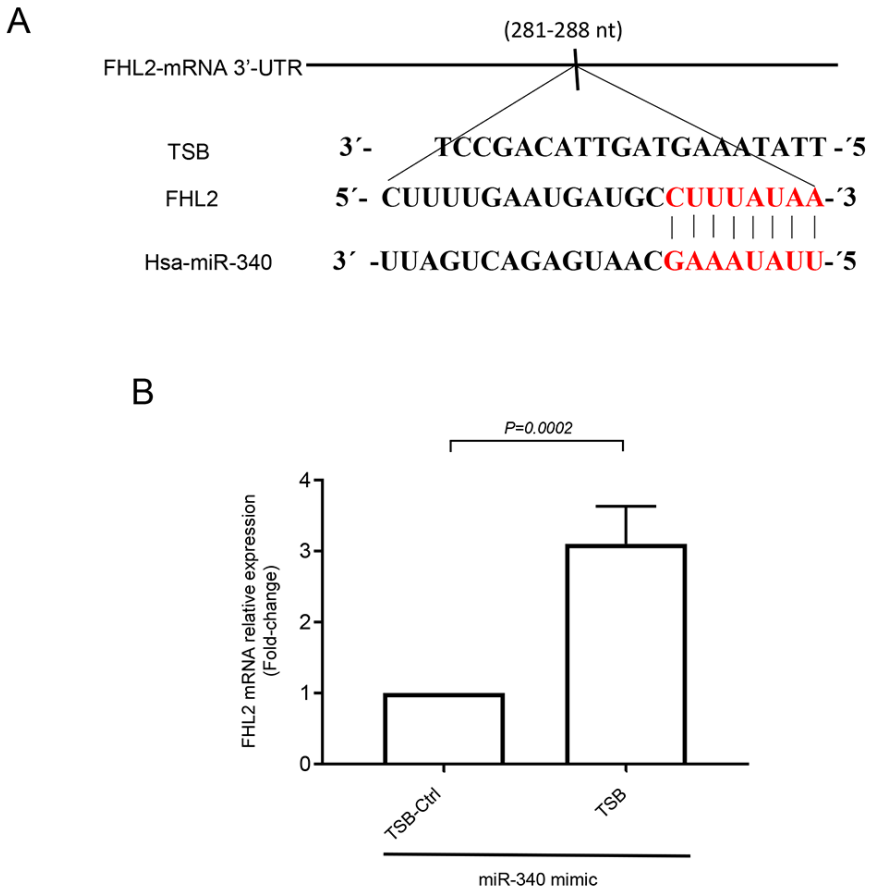 A
(281-288 nt)
FHL2-mRNA 3′-UTR
TSB 3´- TCCGACATTGATGAAATATT -´5
FHL2 5´- CUUUUGAAUGAUGCCUUUAUAA-´3
Hsa-miR-340 3´ -UUAGUCAGAGUAACGAAAUAUU-´5
B
P=0.0002
FHL2 mRNA relative expression
(Fold-change)
4
3
2
1
0
TSB-Ctrl
TSB
miR-340 mimic